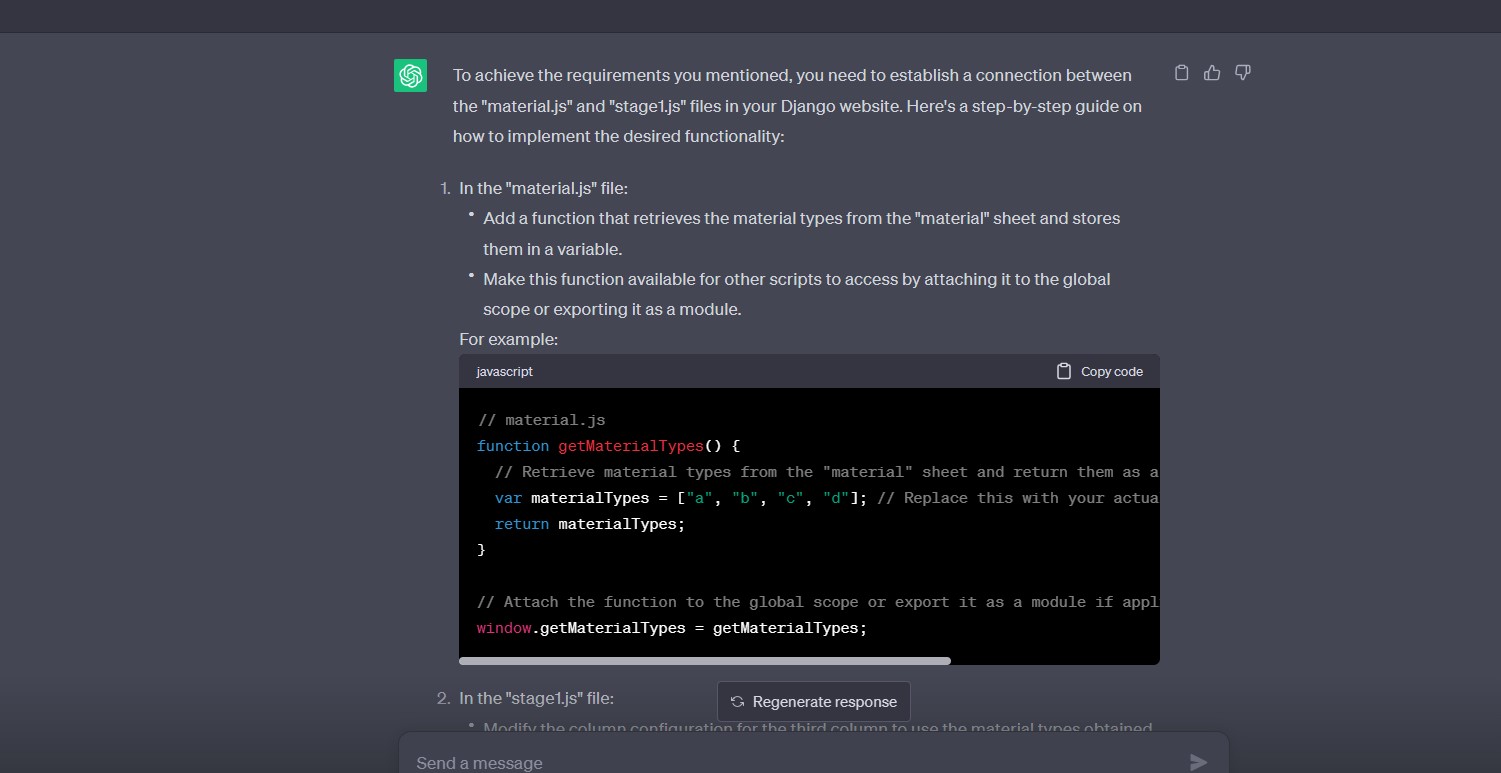 To achieve the requirements you mentioned, you need to establish a connection between
the "material.js" and "stage1.js" files in your Django website. Here's a step-by-step guide on
how to implement the desired functionality:
1. In the "material.js" file:
• Add a function that retrieves the material types from the "material" sheet and stores
them in a variable.
• Make this function available for other scripts to access by attaching it to the global
scope or exporting it as a module.
For example:
javascript
Copy code
// material.js
function getMaterialTypes() {
// Retrieve material types from the "material" sheet and return them as a
var materialTypes = ["a", "b", "c", "d"]; // Replace this with your actua
return materialTypes;
}
// Attach the function to the global scope or export it as a module if appl
window.getMaterialTypes = getMaterialTypes;
2. In the "stage1.js" file:
Regenerate response
• Modify the column configuration for the third column to use the material types obtained
Send a message